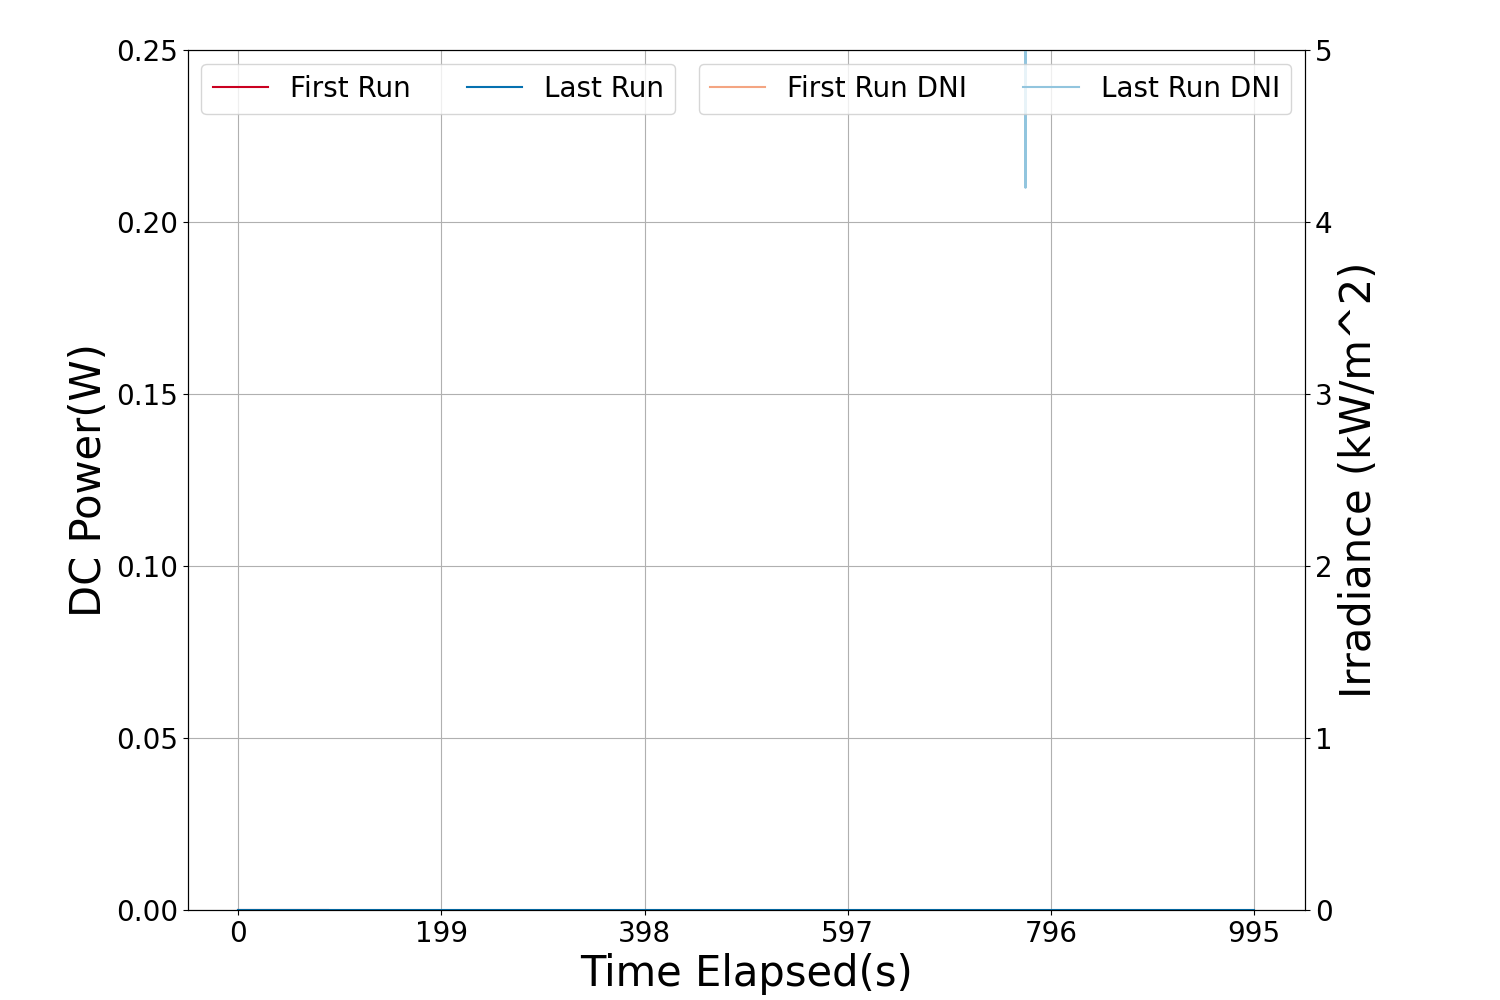 First Run
Last Run
First Run DNI
Last Run DNI
DC Power(W)
0.25
0.20
0.15
0.10
0.05
0.00
5
4
3
2
1
0
Irradiance (kW/m^2)
0 199 398 597 796 995
Time Elapsed(s)